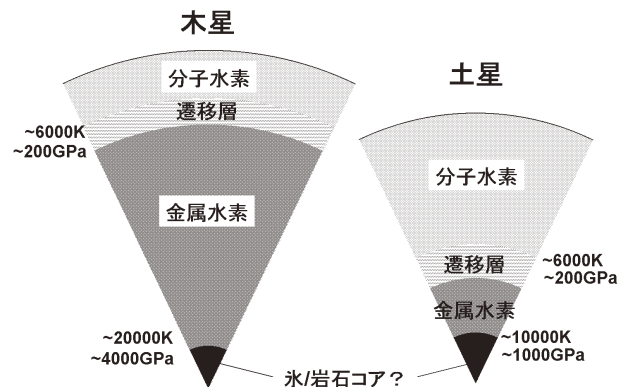 木星
分子水素
遷移層
~6000K
~200GPa
金属水素
~20000K
~4000GPa
土星
分子水素
遷移層
~6000K
~200GPa
金属水素
~10000K
~1000GPa
氷/岩石コア？